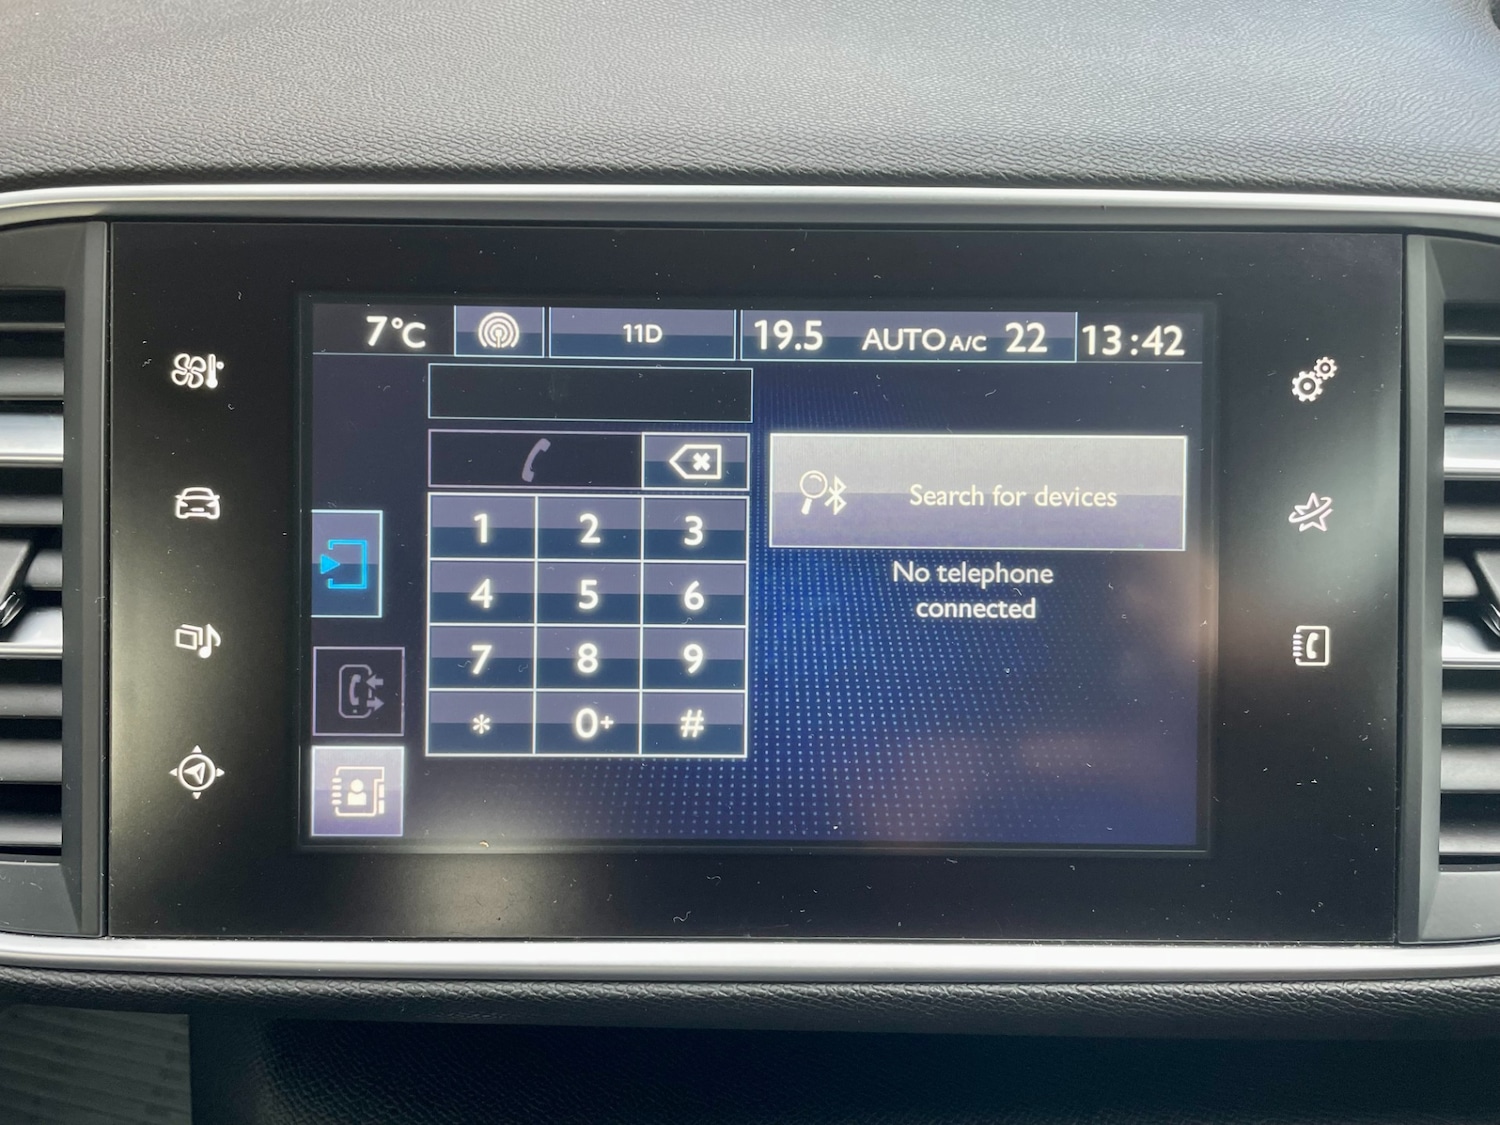 7°C 11D 19.5 AUTO A/C 22 13:42
Search for devices
No telephone
connected
1 2 3
4 5 6
7 8 9
* 0+ #